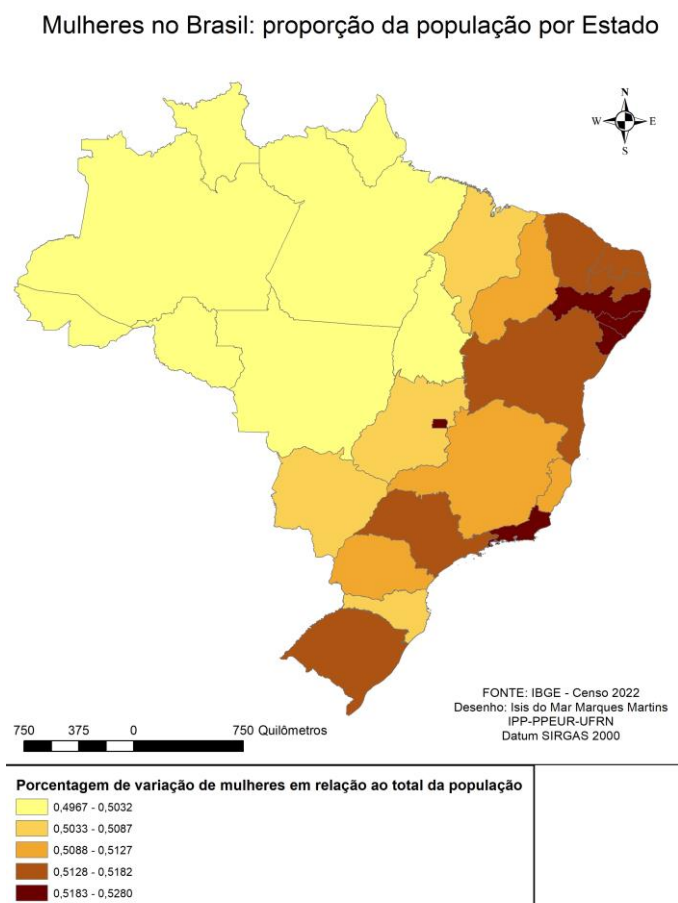 Mulheres no Brasil: proporção da população por Estado
N
W E
S
FONTE: IBGE - Censo 2022
Desenho: Isis do Mar Marques Martins
IPP-PPEUR-UFRN
Datum SIRGAS 2000
750 375 0 750 Quilômetros
Porcentagem de variação de mulheres em relação ao total da população
0,4967 - 0,5032
0,5033 - 0,5087
0,5088 - 0,5127
0,5128 - 0,5182
0,5183 - 0,5280